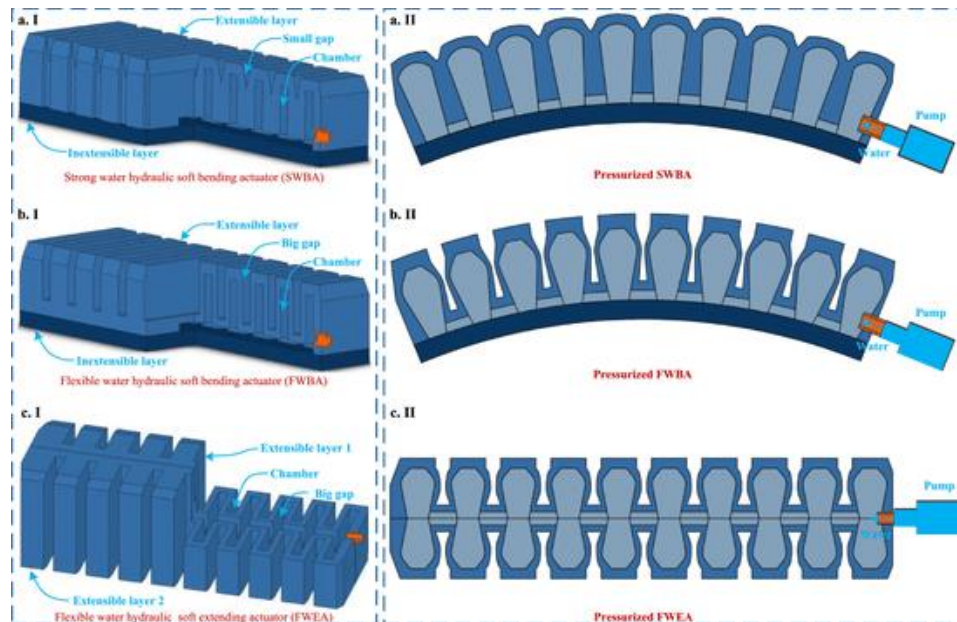 a. I
Extensible layer
Small gap
Chamber
Inextensible layer
Strong water hydraulic soft bending actuator (SWBA)
a. II
Pump
Water
Pressurized SWBA
b. I
Extensible layer
Big gap
Chamber
Inextensible layer
Flexible water hydraulic soft bending actuator (FWBA)
b. II
Pump
Water
Pressurized FWBA
c. I
Extensible layer 1
Chamber
Big gap
Extensible layer 2
Flexible water hydraulic soft extending actuator (FWEA)
c. II
Pump
Water
Pressurized FWEA